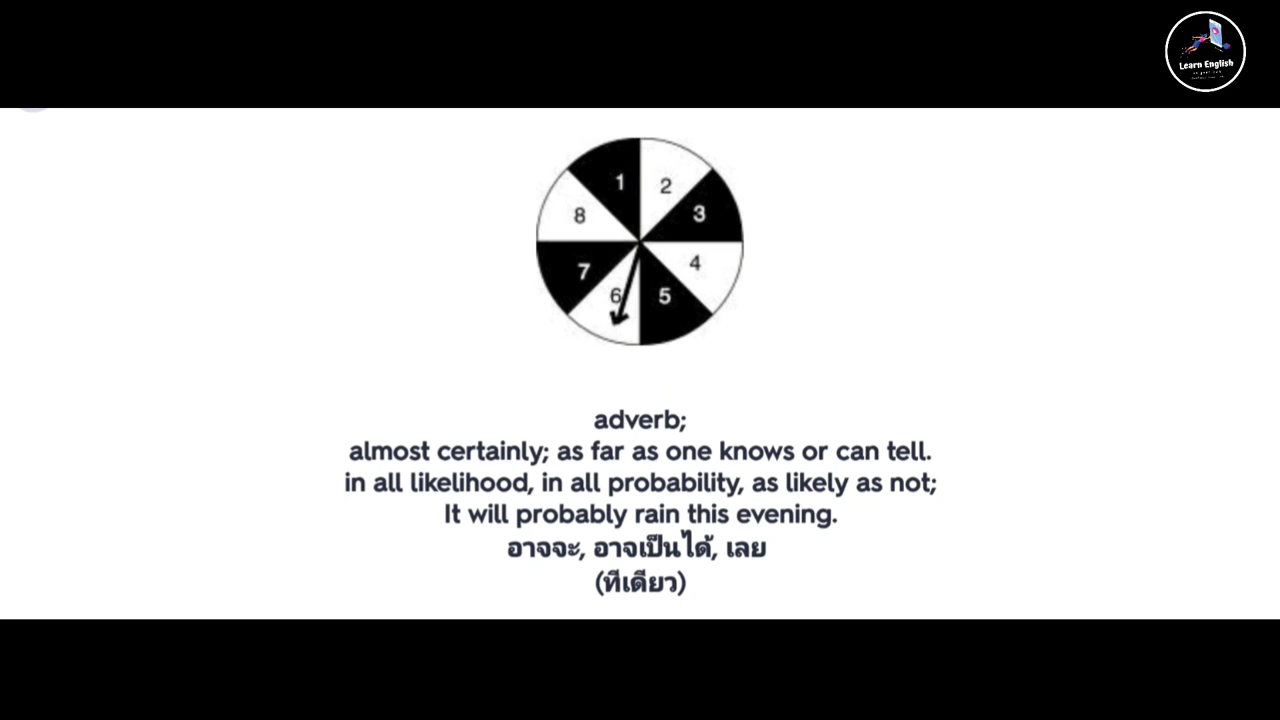 Learn English
1
2
8
3
7
4
6
5
adverb;
almost certainly; as far as one knows or can tell.
in all likelihood, in all probability, as likely as not;
It will probably rain this evening.
อาจจะ, อาจเป็นได้, เลย
(ทีเดียว)